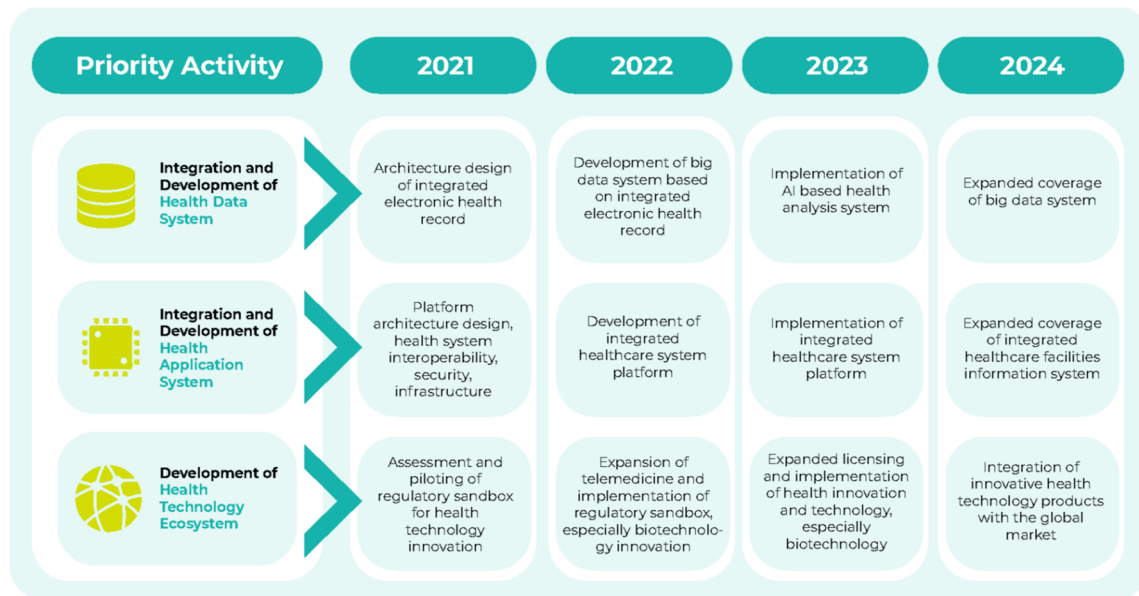 Priority Activity
2021
2022
2023
2024
Integration and
Development of
Health Data
System
Architecture design
of integrated
electronic health
record
Development of big
data system based
on integrated
electronic health
record
Implementation of
AI based health
analysis system
Expanded coverage
of big data system
Integration and
Development of
Health
Application
System
Platform
architecture design,
health system
interoperability,
security,
infrastructure
Development of
integrated
healthcare system
platform
Implementation of
integrated
healthcare system
platform
Expanded coverage
of integrated
healthcare facilities
information system
Development of
Health
Technology
Ecosystem
Assessment and
piloting of
regulatory sandbox
for health
technology
innovation
Expansion of
telemedicine and
implementation of
regulatory sandbox,
especially biotechnolo-
gy innovation
Expanded licensing
and implementation
of health innovation
and technology,
especially
biotechnology
Integration of
innovative health
technology products
with the global
market